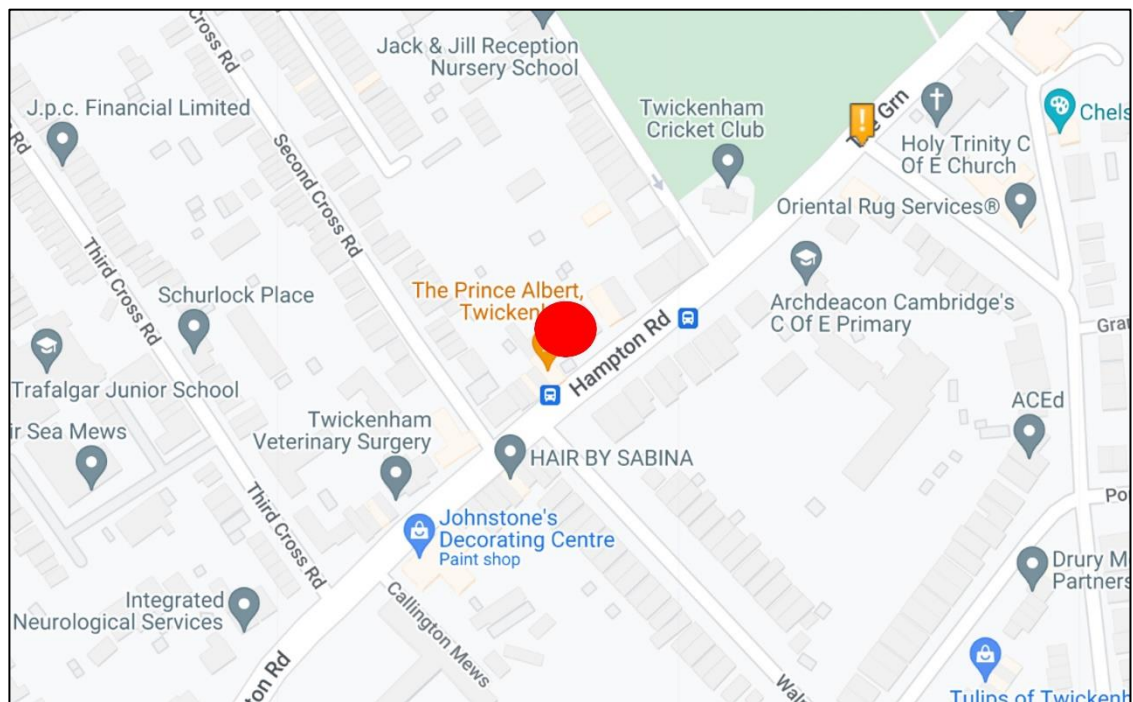 Cross Rd
Jack & Jill Reception
Nursery School
J.p.c. Financial Limited
Twickenham
Cricket Club
The Grn
Chels
Holy Trinity C
Of E Church
Rd
Second Cross Rd
Oriental Rug Services®
Third Cross Rd
Schurlock Place
The Prince Albert,
Archdeacon Cambridge's
C Of E Primary
Hampton Rd
Gra
Trafalgar Junior School
ACEd
Twickenham
Veterinary Surgery
ir Sea Mews
HAIR BY SABINA
Third Cross Rd
Johnstone's
Decorating Centre
Paint shop
Drury M
Partners
Integrated
Neurological Services
Callington Mews
ton Rd
Tulips of Twickenh